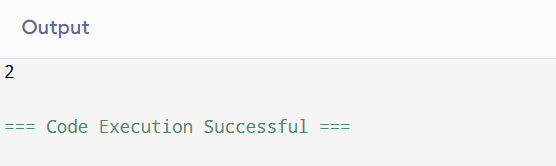 Output
2
=== Code Execution Successful ===